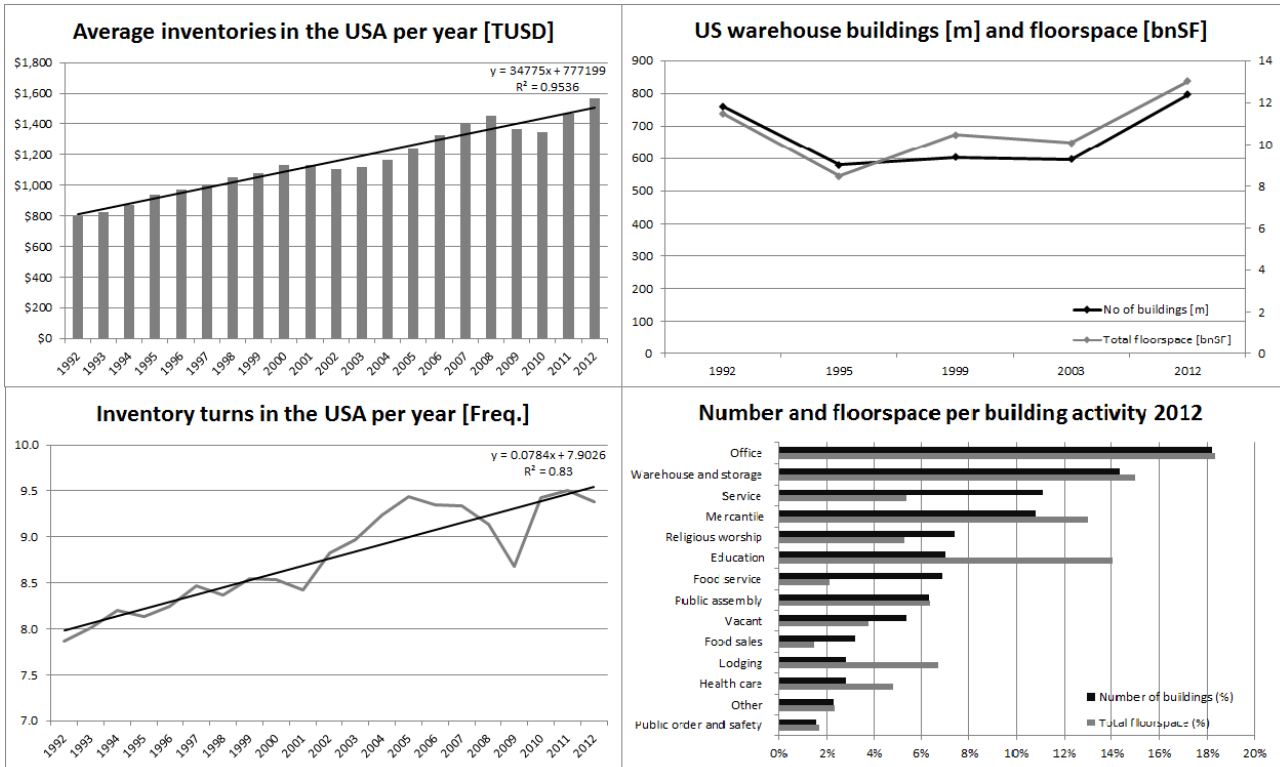 Average inventories in the USA per year [TUSD]
y = 34775x + 777199
R² = 0.9536
$1,800
$1,600
$1,400
$1,200
$1,000
$800
$600
$400
$200
$0
1992 1993 1994 1995 1996 1997 1998 1999 2000 2001 2002 2003 2004 2005 2006 2007 2008 2009 2010 2011 2012
US warehouse buildings [m] and floorspace [bnSF]
900
800
700
600
500
400
300
200
100
0
14
12
10
8
6
4
2
0
No of buildings [m]
Total floorspace [bnSF]
1992 1995 1999 2003 2012
Inventory turns in the USA per year [Freq.]
y = 0.0784x + 7.9026
R² = 0.83
10.0
9.5
9.0
8.5
8.0
7.5
7.0
1992 1993 1994 1995 1996 1997 1998 1999 2000 2001 2002 2003 2004 2005 2006 2007 2008 2009 2010 2011 2012
Number and floorspace per building activity 2012
Office
Warehouse and storage
Service
Mercantile
Religious worship
Education
Food service
Public assembly
Vacant
Food sales
Lodging
Health care
Other
Public order and safety
Number of buildings (%)
Total floorspace (%)
0% 2% 4% 6% 8% 10% 12% 14% 16% 18% 20%